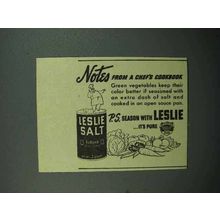 Notes FROM A CHEF'S COOKBOOK
Green vegetables keep their
color better if seasoned with
an extra dash of salt and
cooked in an open sauce pan.
P.S. SEASON WITH LESLIE
...IT'S PURE
LESLIE
SALT